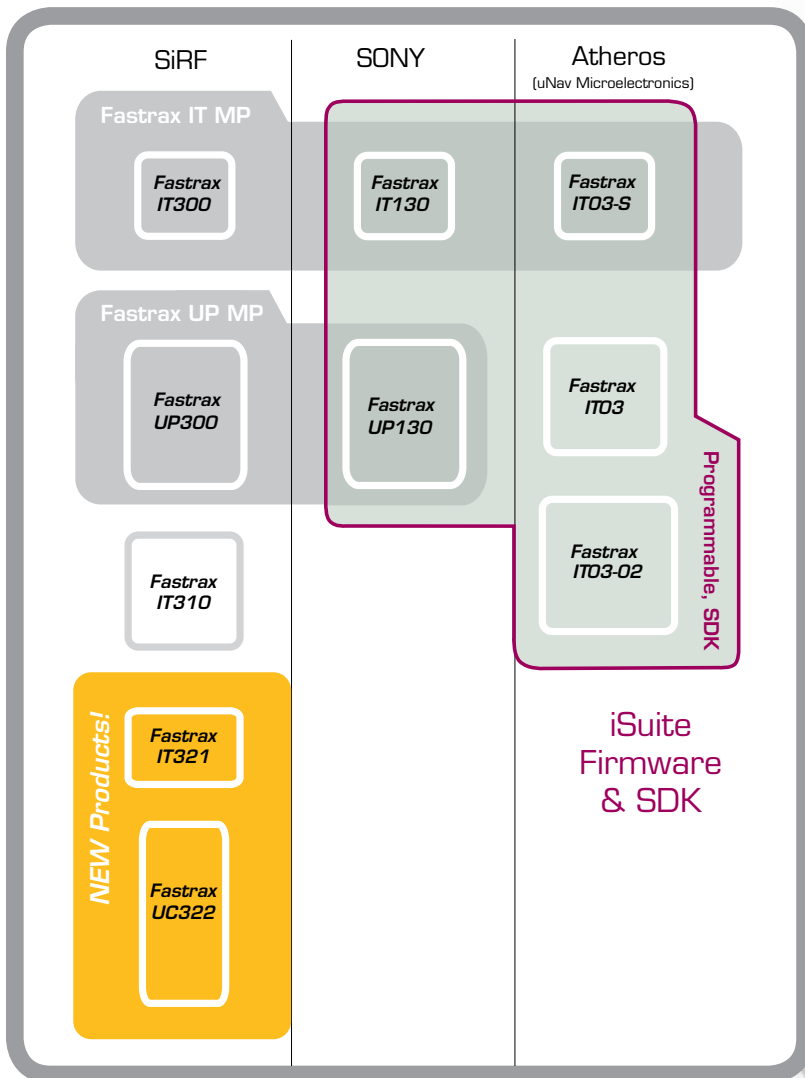 SiRF
SONY
Atheros
(uNav Microelectronics)
Fastrax IT MP
Fastrax
IT300
Fastrax
IT130
Fastrax
IT03-S
Fastrax UP MP
Fastrax
UP300
Fastrax
UP130
Fastrax
IT03
Programmable, SDK
Fastrax
IT03-02
Fastrax
IT310
NEW Products!
Fastrax
IT321
Fastrax
UC322
iSuite
Firmware
& SDK